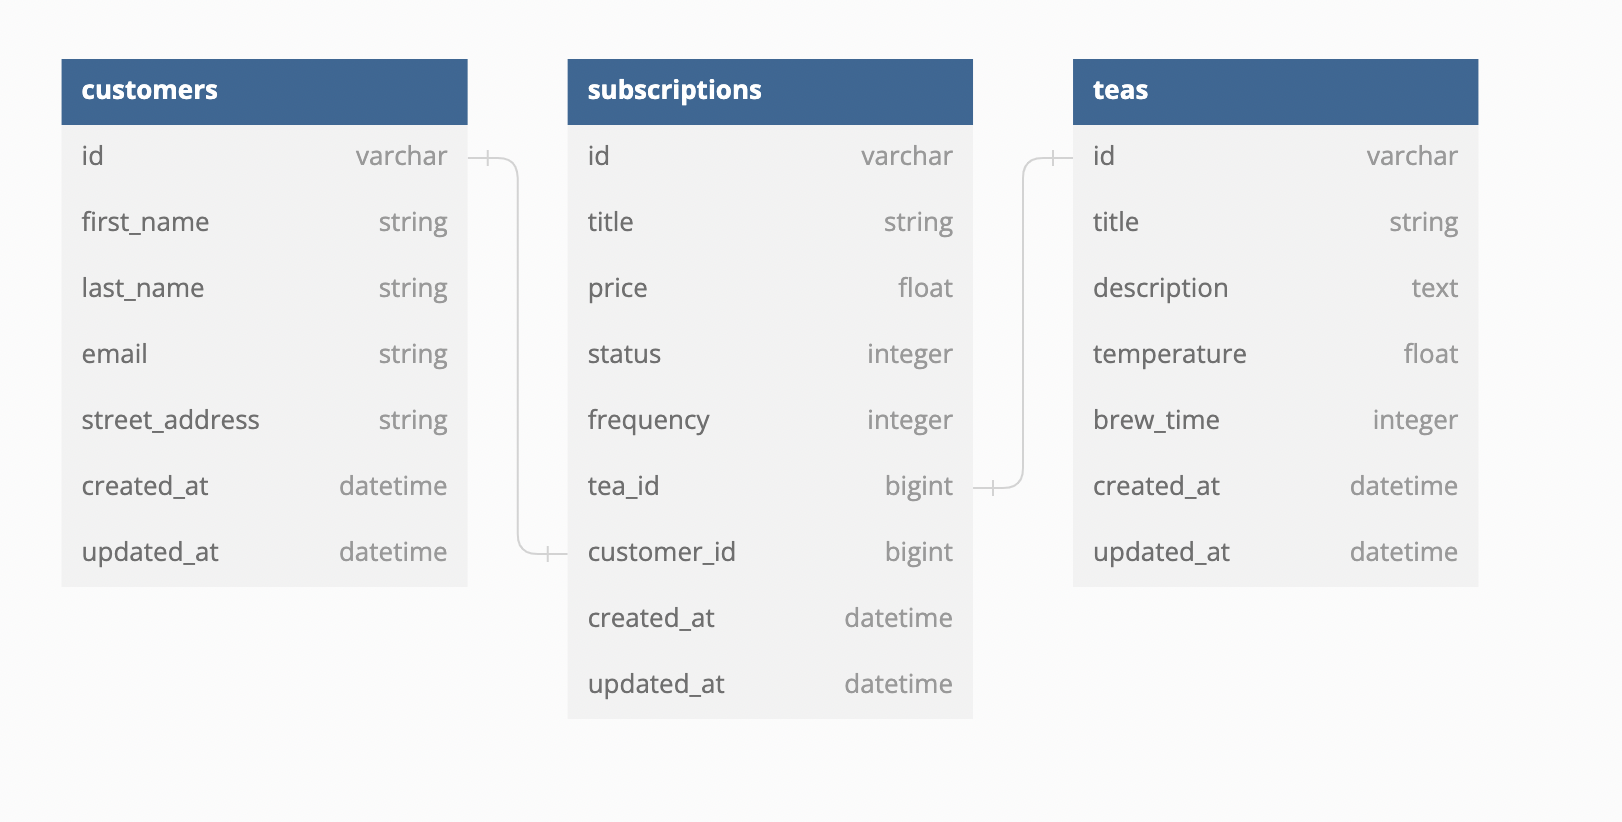 customers
id varchar
first_name string
last_name string
email string
street_address string
created_at datetime
updated_at datetime
subscriptions
id varchar
title string
price float
status integer
frequency integer
tea_id bigint
customer_id bigint
created_at datetime
updated_at datetime
teas
id varchar
title string
description text
temperature float
brew_time integer
created_at datetime
updated_at datetime